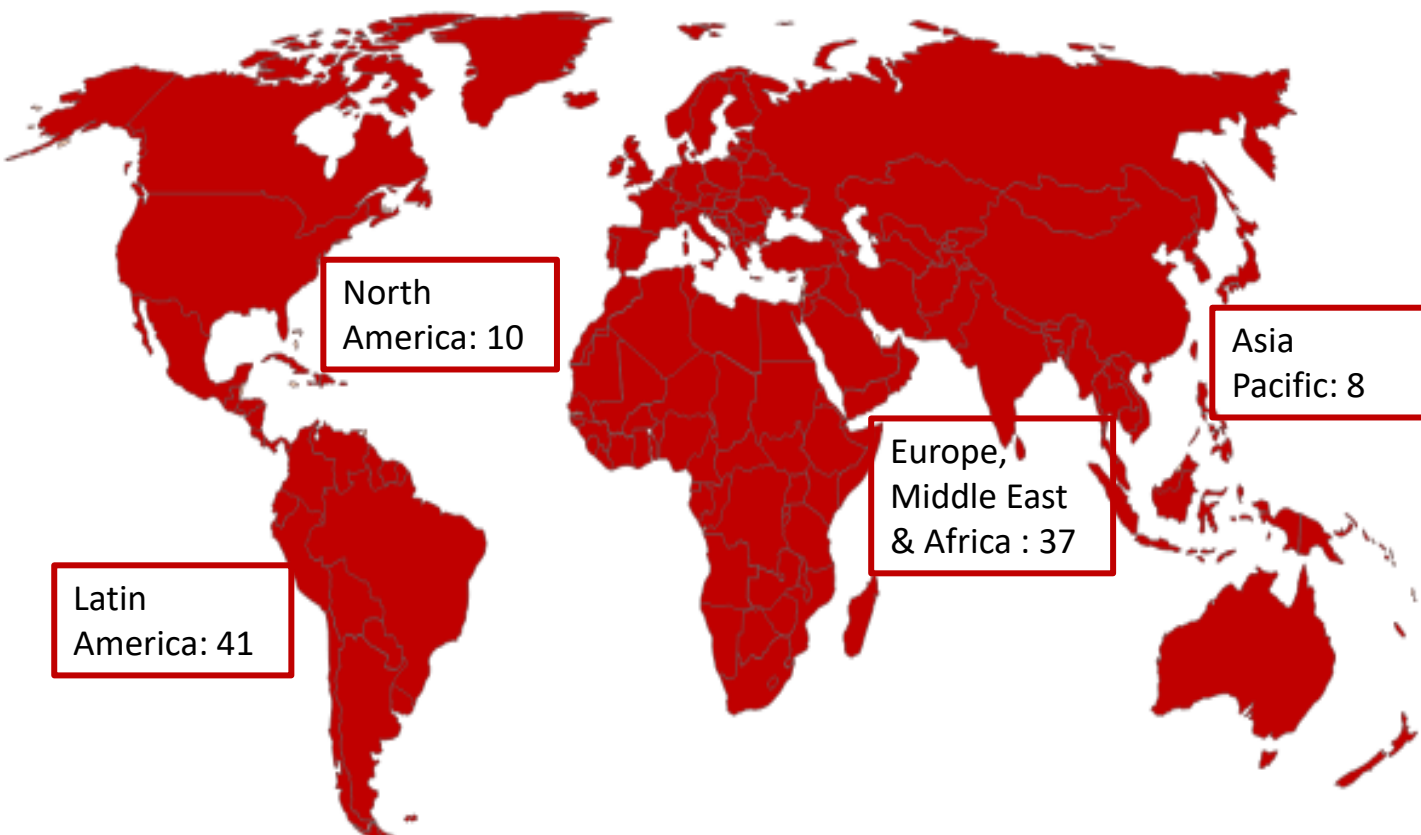 North
America: 10
Asia
Pacific: 8
Europe,
Middle East
& Africa : 37
Latin
America: 41